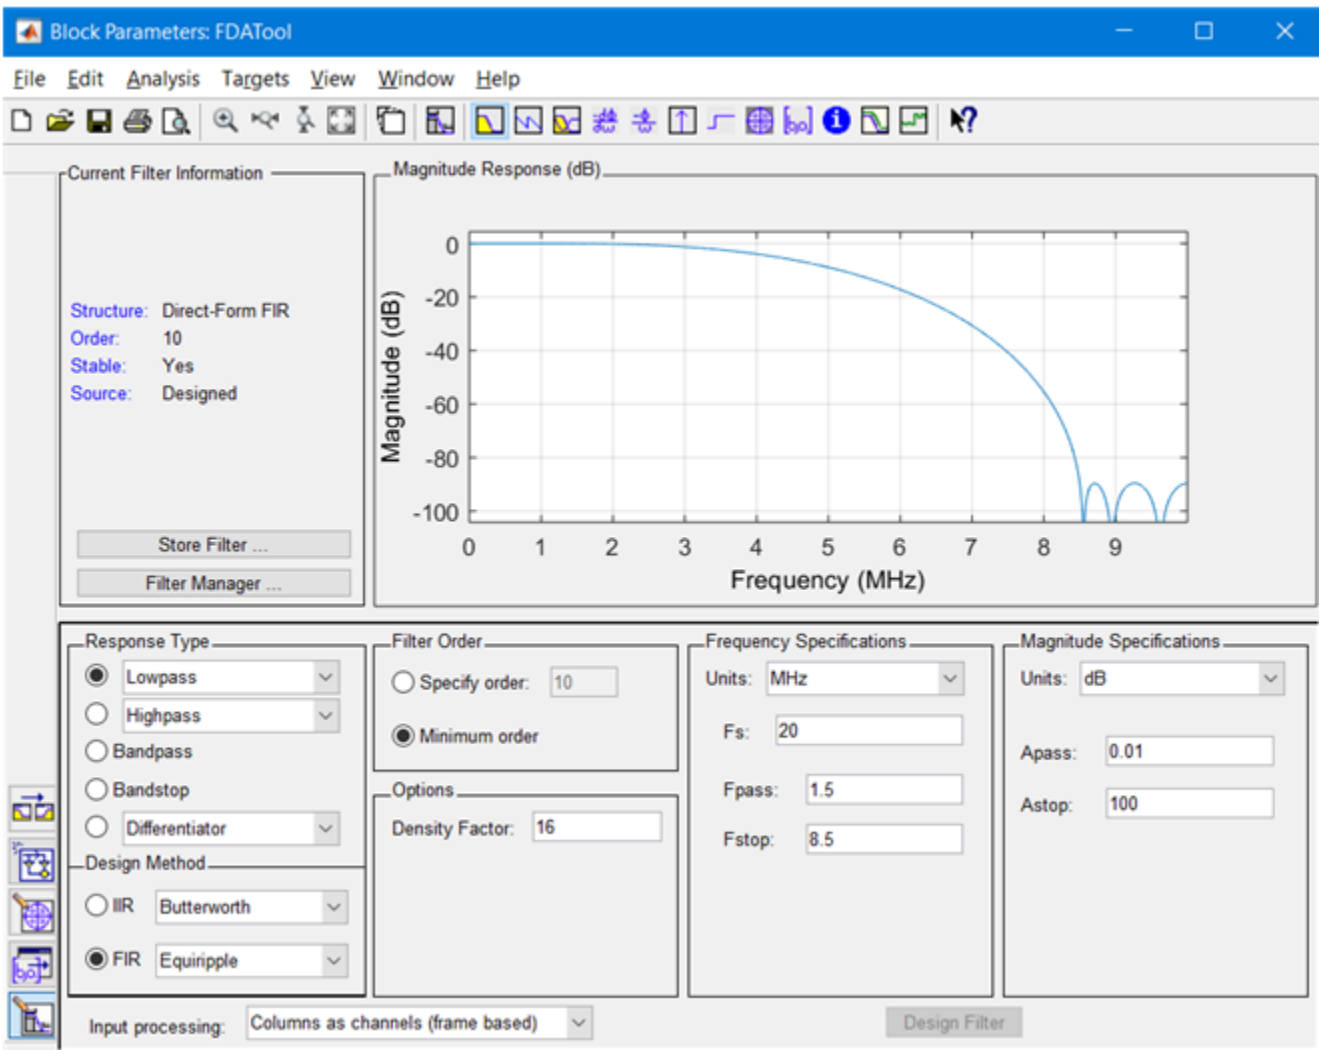 Block Parameters: FDATool
File Edit Analysis Targets View Window Help
Current Filter Information
Structure: Direct-Form FIR
Order: 10
Stable: Yes
Source: Designed
Store Filter ...
Filter Manager ...
Magnitude Response (dB)
Magnitude (dB)
0
-20
-40
-60
-80
-100
0 1 2 3 4 5 6 7 8 9
Frequency (MHz)
Response Type
Lowpass
Highpass
Bandpass
Bandstop
Differentiator
Design Method
IIR Butterworth
FIR Equiripple
Filter Order
Specify order: 10
Minimum order
Options
Density Factor: 16
Frequency Specifications
Units: MHz
Fs: 20
Fpass: 1.5
Fstop: 8.5
Magnitude Specifications
Units: dB
Apass: 0.01
Astop: 100
Input processing: Columns as channels (frame based)
Design Filter